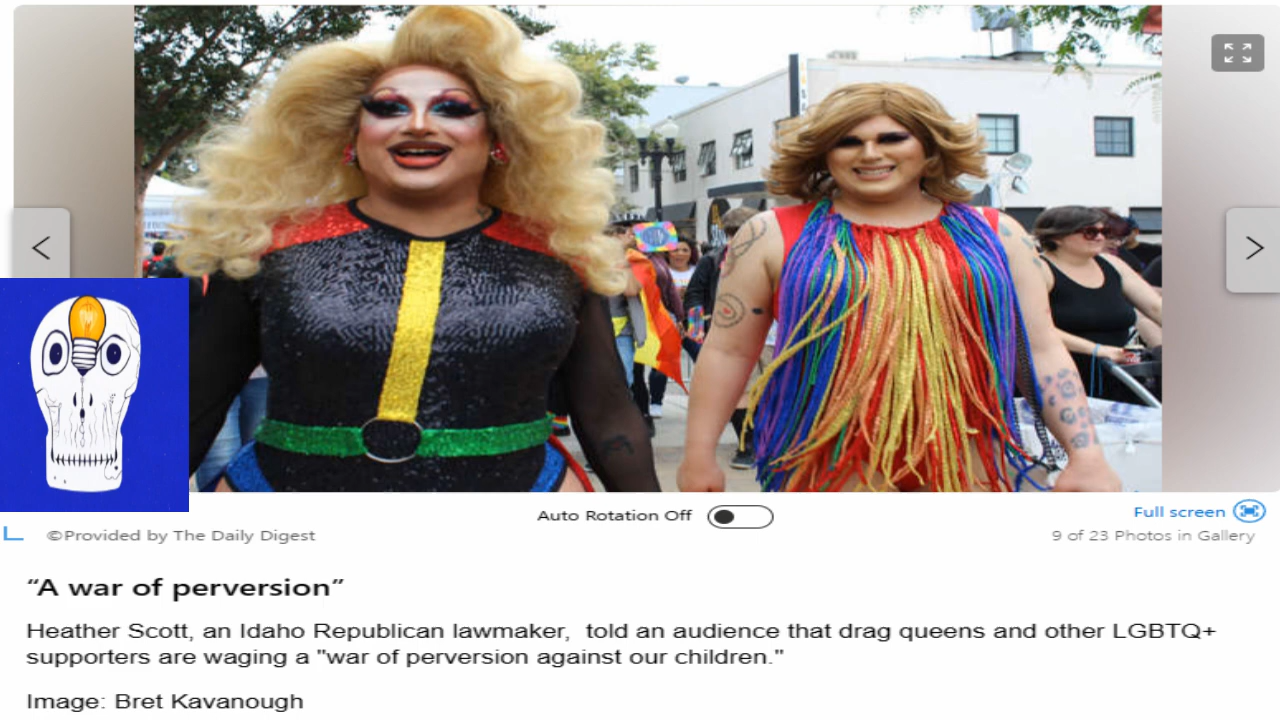 Auto Rotation Off
Full screen
©Provided by The Daily Digest
9 of 23 Photos in Gallery
“A war of perversion”
Heather Scott, an Idaho Republican lawmaker, told an audience that drag queens and other LGBTQ+
supporters are waging a "war of perversion against our children."
Image: Bret Kavanough